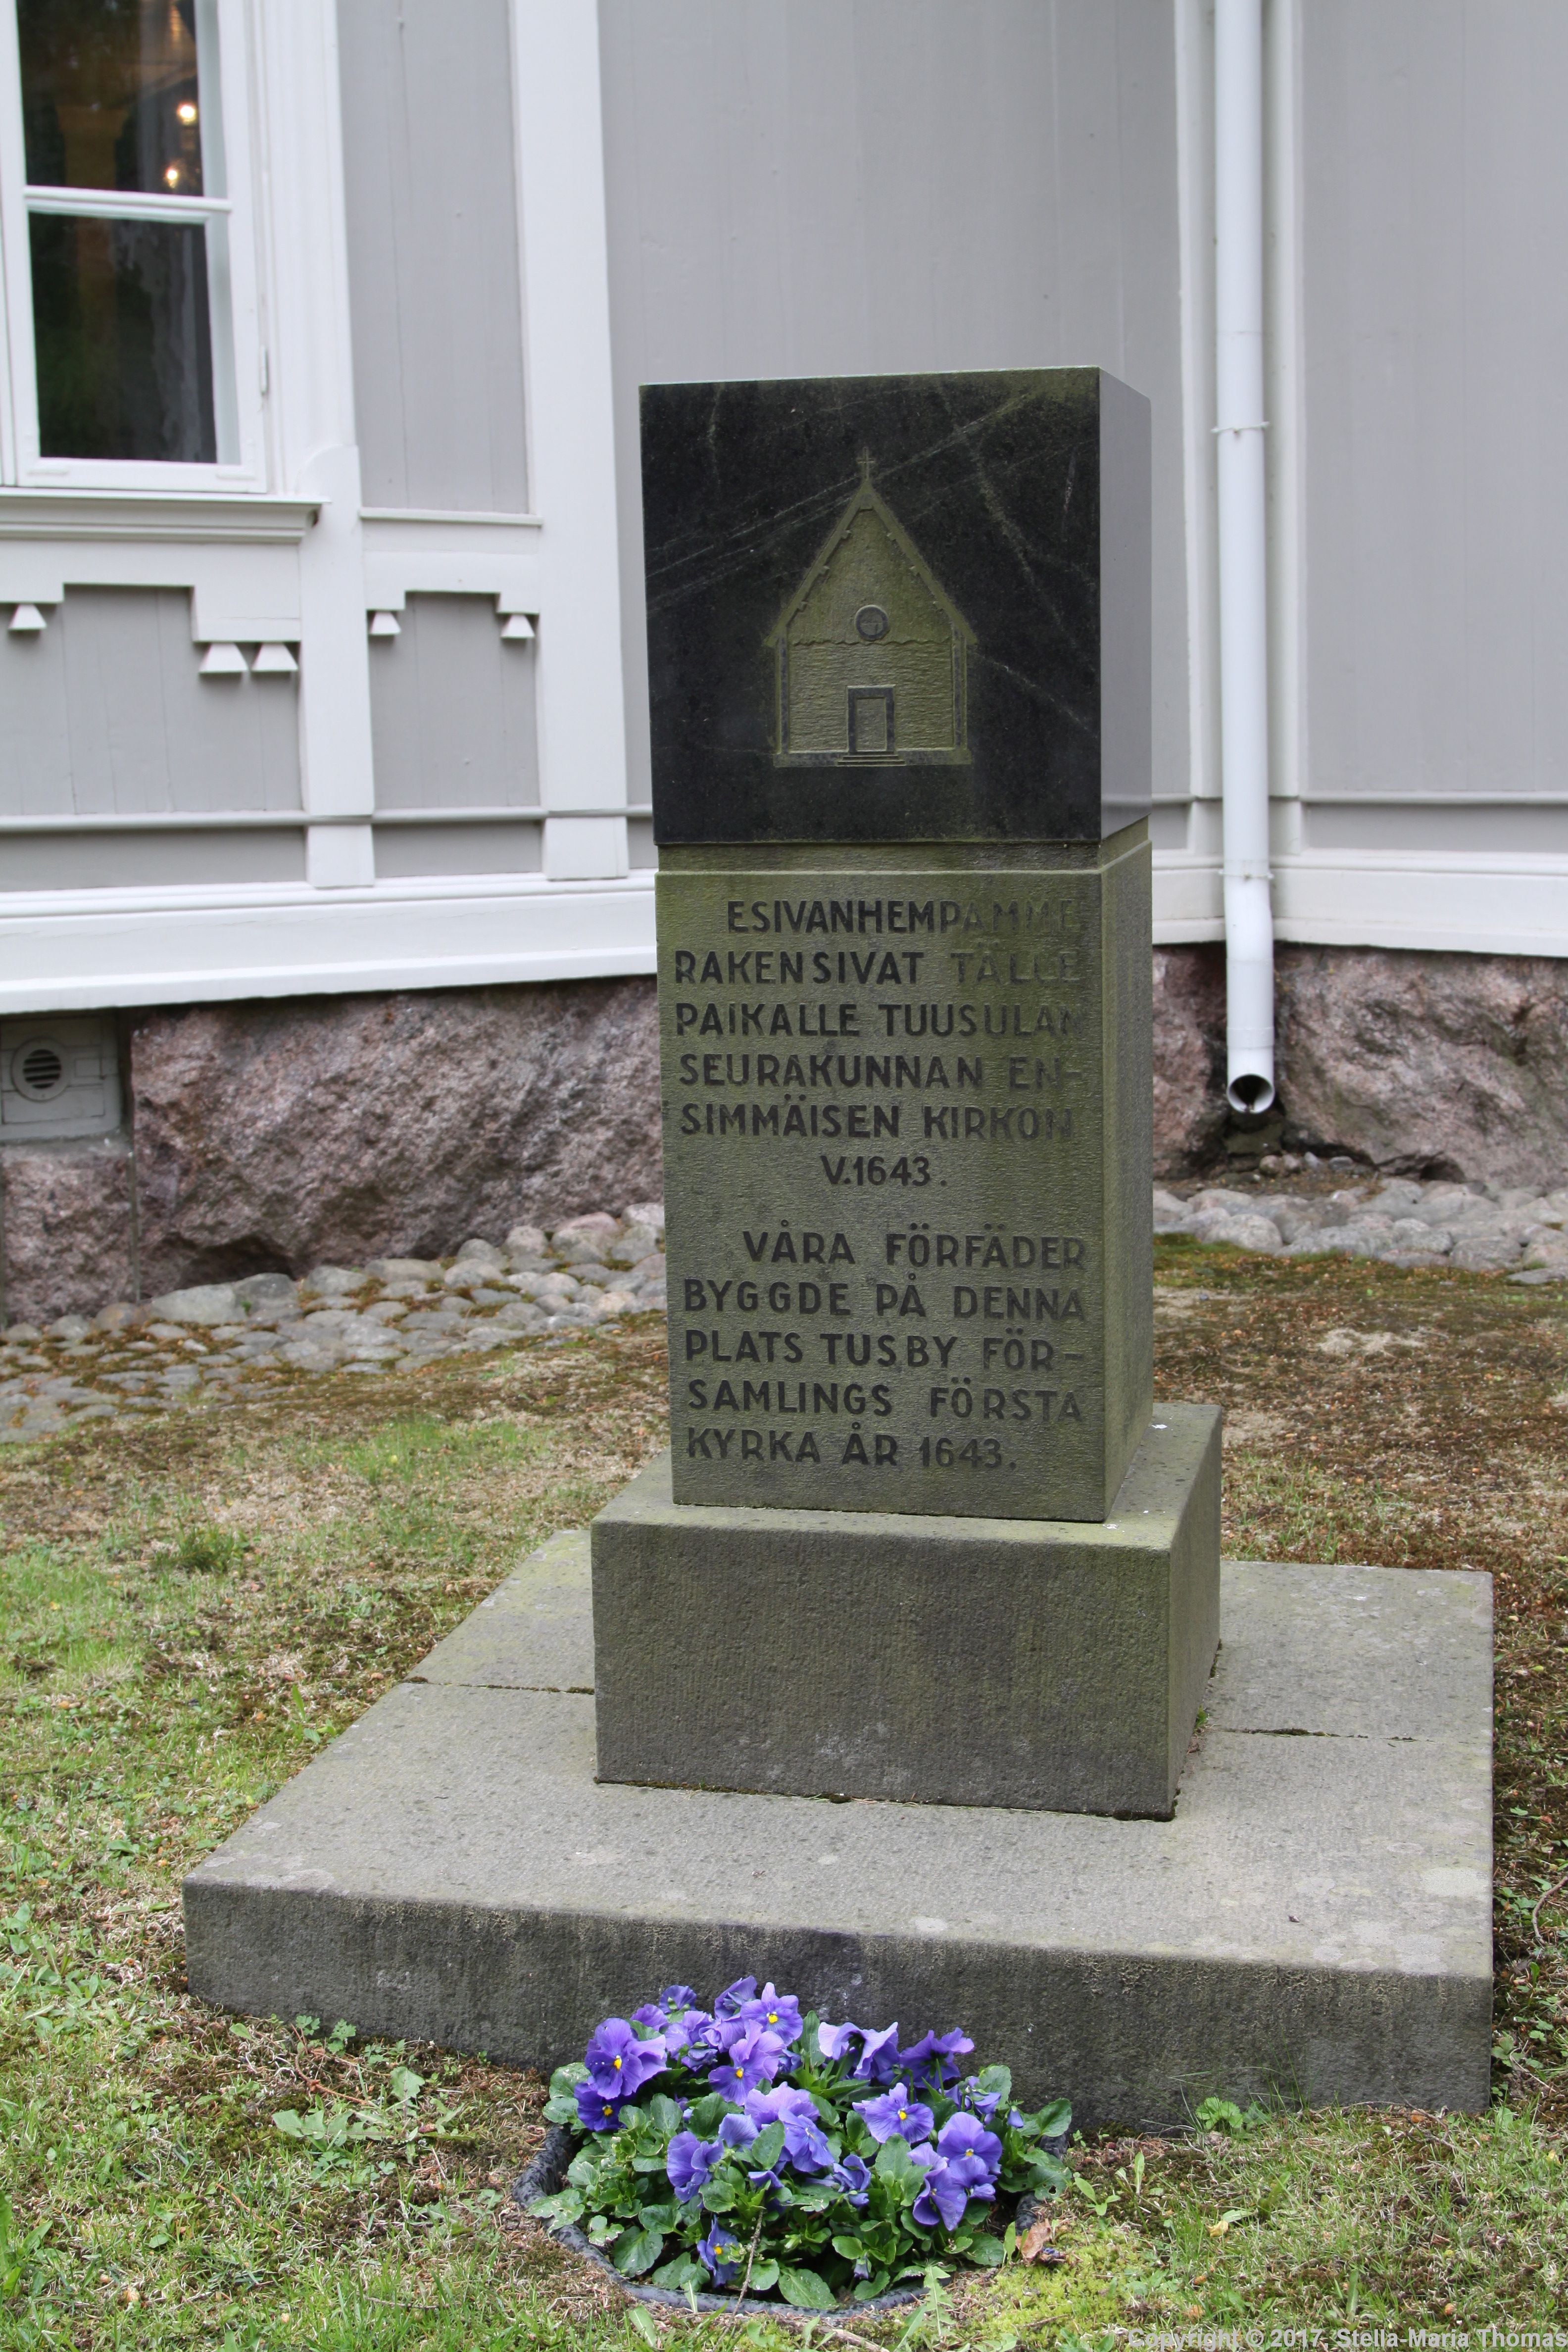 ESIVANHEMPAMME
RAKENSIVAT TÄLLE
PAIKALLE TUUSULAN
SEURAKUNNAN EN-
SIMMÄISEN KIRKON
V.1643.
VÅRA FÖRFÄDER
BYGGDE PÅ DENNA
PLATS TUSBY FÖR-
SAMLINGS FÖRSTA
KYRKA ÅR 1643.
Copyright © 2017, Stella-Maria Thomas